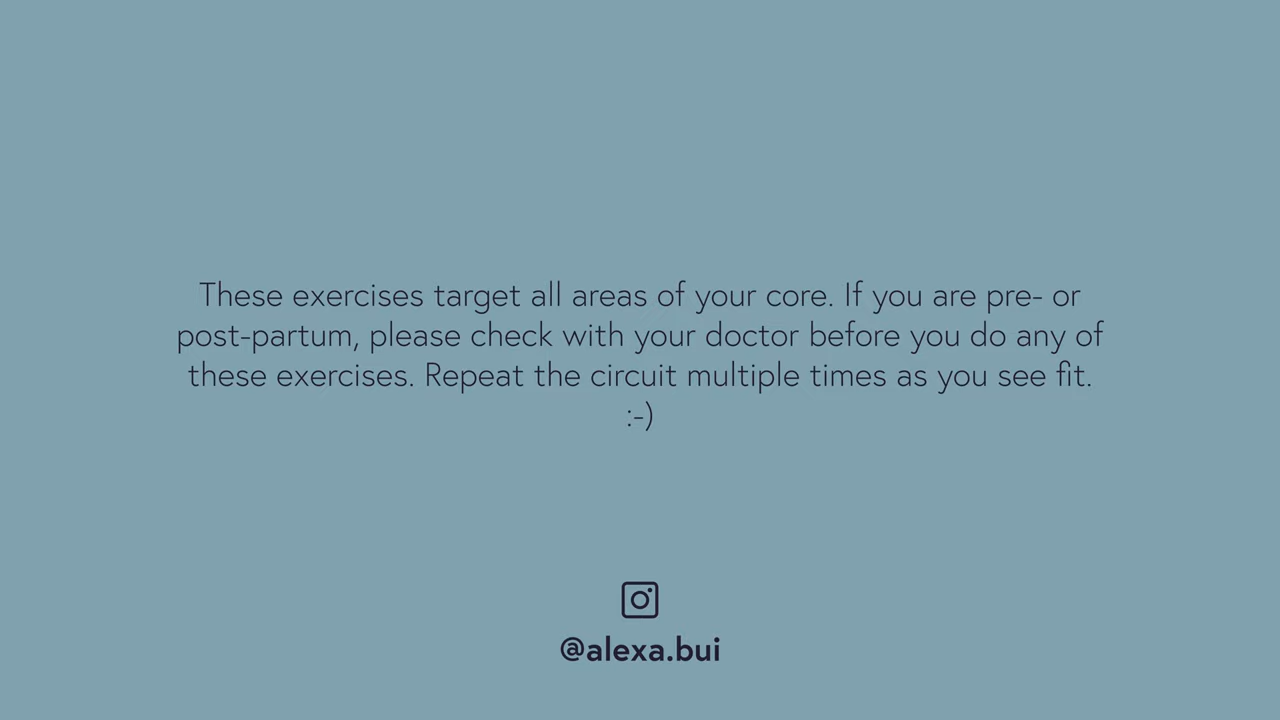 These exercises target all areas of your core. If you are pre- or
post-partum, please check with your doctor before you do any of
these exercises. Repeat the circuit multiple times as you see fit.
:-)
@alexa.bui